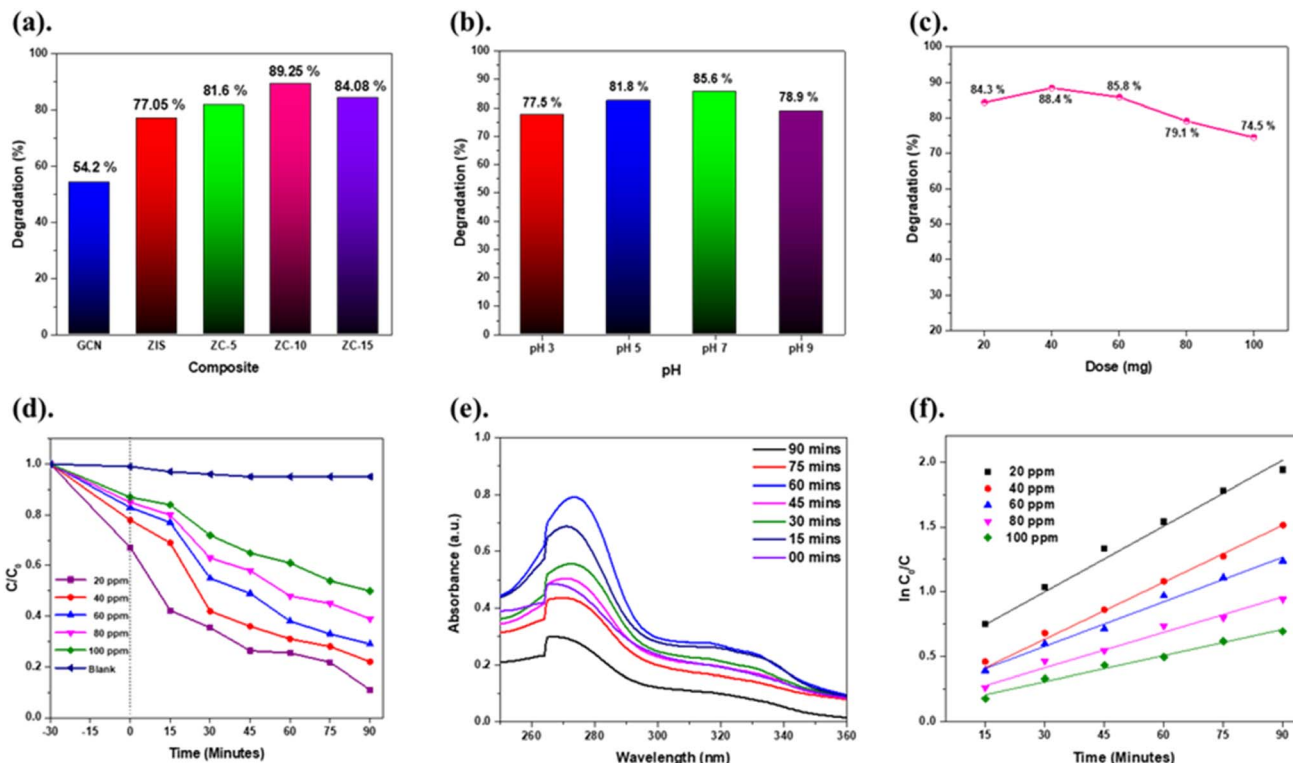 (a).
100
80
60
40
20
0
Degradation (%)
54.2 %
77.05 %
81.6 %
89.25 %
84.08 %
GCN ZIS ZC-5 ZC-10 ZC-15
Composite
(b).
100
90
80
70
60
50
40
30
20
10
0
Degradation (%)
77.5 %
81.8 %
85.6 %
78.9 %
pH 3 pH 5 pH 7 pH 9
pH
(c).
100
90
80
70
60
50
40
30
20
Degradation (%)
84.3 %
88.4 %
85.8 %
79.1 %
74.5 %
20 40 60 80 100
Dose (mg)
(d).
1.0
0.8
0.6
0.4
0.2
0.0
C/C0
20 ppm
40 ppm
60 ppm
80 ppm
100 ppm
Blank
-30 -15 0 15 30 45 60 75 90
Time (Minutes)
(e).
1.0
0.8
0.6
0.4
0.2
0.0
Absorbance (a.u.)
90 mins
75 mins
60 mins
45 mins
30 mins
15 mins
00 mins
260 280 300 320 340 360
Wavelength (nm)
(f).
2.0
1.5
1.0
0.5
0.0
ln C0/C
20 ppm
40 ppm
60 ppm
80 ppm
100 ppm
15 30 45 60 75 90
Time (Minutes)